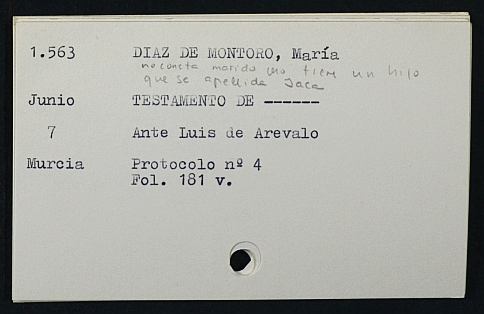 1.563 DIAZ DE MONTORO, María
no consta marido tiene un hijo
que se apellida Jaca
Junio TESTAMENTO DE ------
7 Ante Luis de Arevalo
Murcia Protocolo nº 4
Fol. 181 v.